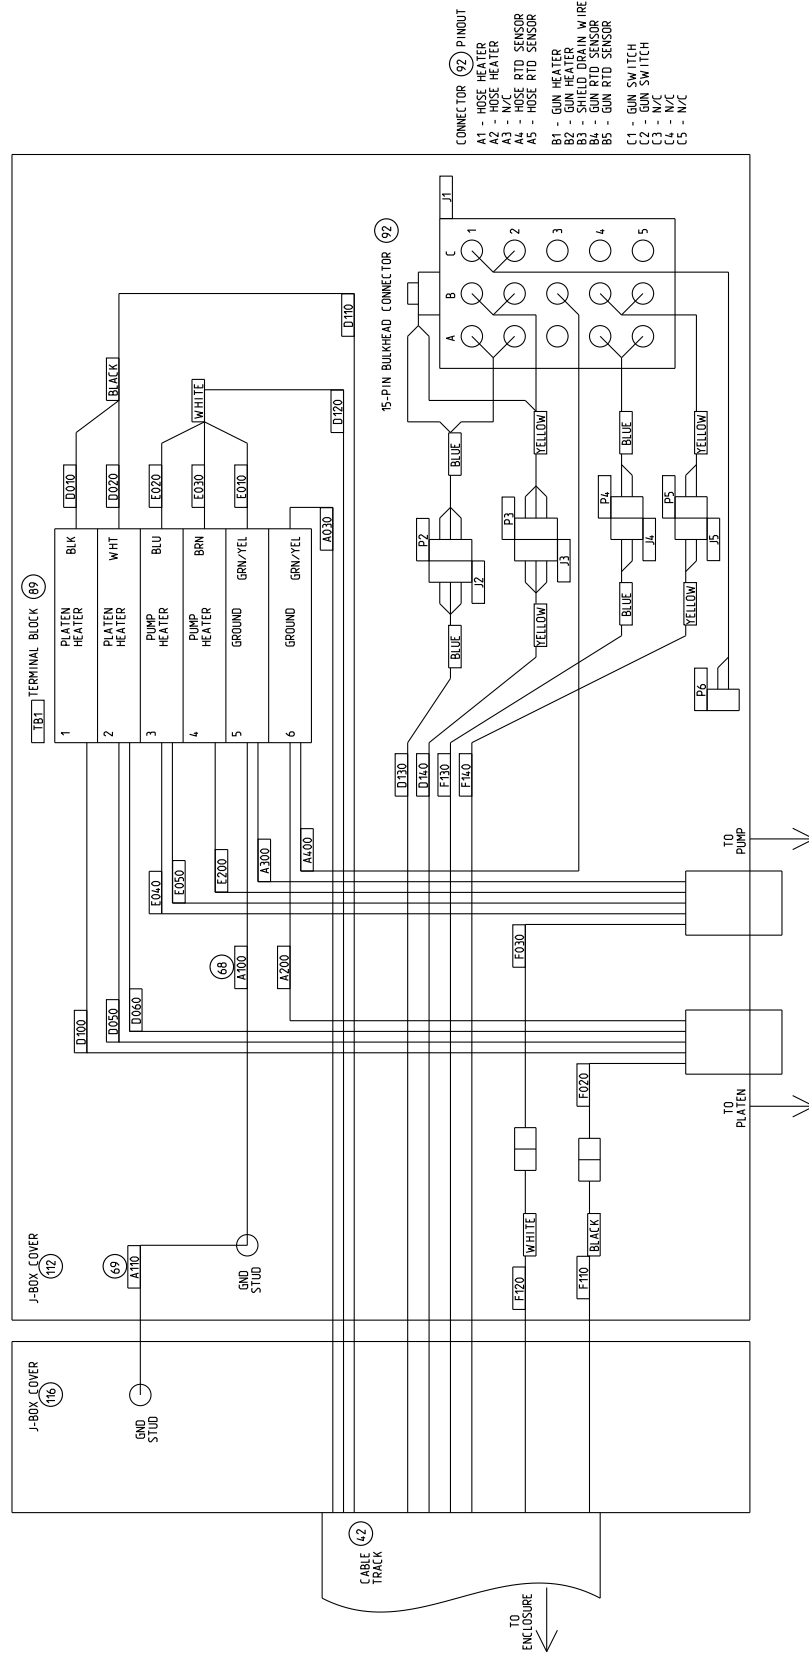 CONNECTOR 92 PINOUT
A1 - HOSE HEATER
A2 - HOSE HEATER
A3 - N/C
A4 - HOSE RTD SENSOR
A5 - HOSE RTD SENSOR
B1 - GUN HEATER
B2 - GUN HEATER
B3 - SHIELD DRAIN WIRE
B4 - GUN RTD SENSOR
B5 - GUN RTD SENSOR
C1 - GUN SWITCH
C2 - GUN SWITCH
C3 - N/C
C4 - N/C
C5 - N/C
J-BOX COVER
116
GND
STUD
CABLE
TRACK
42
TO
ENCLOSURE
J-BOX COVER
112
69
A110
GND
STUD
TB1
TERMINAL BLOCK 89
1
PLATEN
HEATER
BLK
2
PLATEN
HEATER
WHT
3
PUMP
HEATER
BLU
4
PUMP
HEATER
BRN
5
GROUND
GRN/YEL
6
GROUND
GRN/YEL
D010
D020
BLACK
E020
E030
WHITE
E010
A030
D120
D110
D100
D050
D060
E040
E050
E200
A300
A400
68
A100
A200
15-PIN BULKHEAD CONNECTOR 92
J1
A
B
C
1
2
3
4
5
D130
D140
F130
F140
BLUE
P2
J2
BLUE
YELLOW
P3
J3
YELLOW
BLUE
P4
J4
BLUE
YELLOW
P5
J5
YELLOW
P6
F120
WHITE
F030
F110
BLACK
F020
TO
PUMP
TO
PLATEN